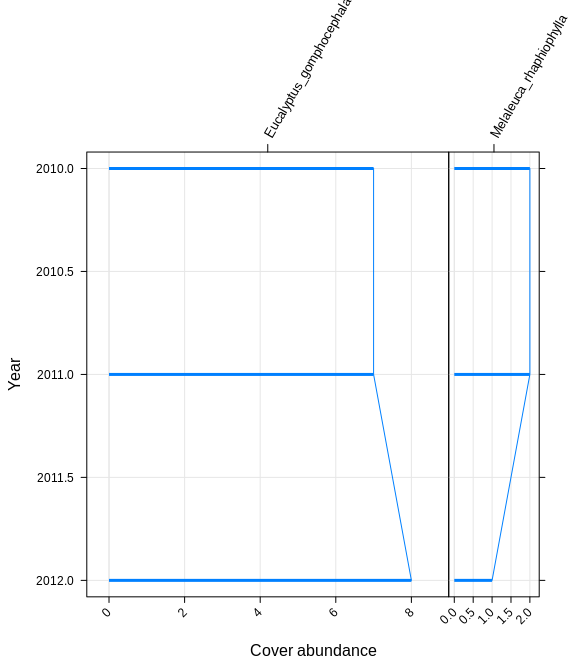 Eucalyptus_gomphocephala
Melaleuca_rhaphiophylla
2010.0
2010.5
2011.0
2011.5
2012.0
Year
0 2 4 6 8 0.0 0.5 1.0 1.5 2.0
Cover abundance